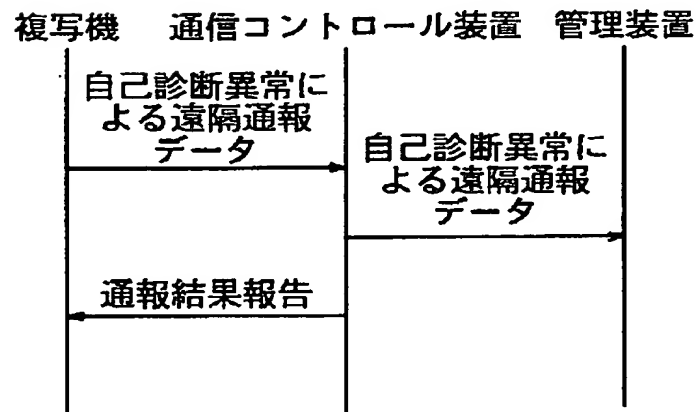 複写機 通信コントロール装置 管理装置
自己診断異常に
よる遠隔通報
データ
自己診断異常に
よる遠隔通報
データ
通報結果報告